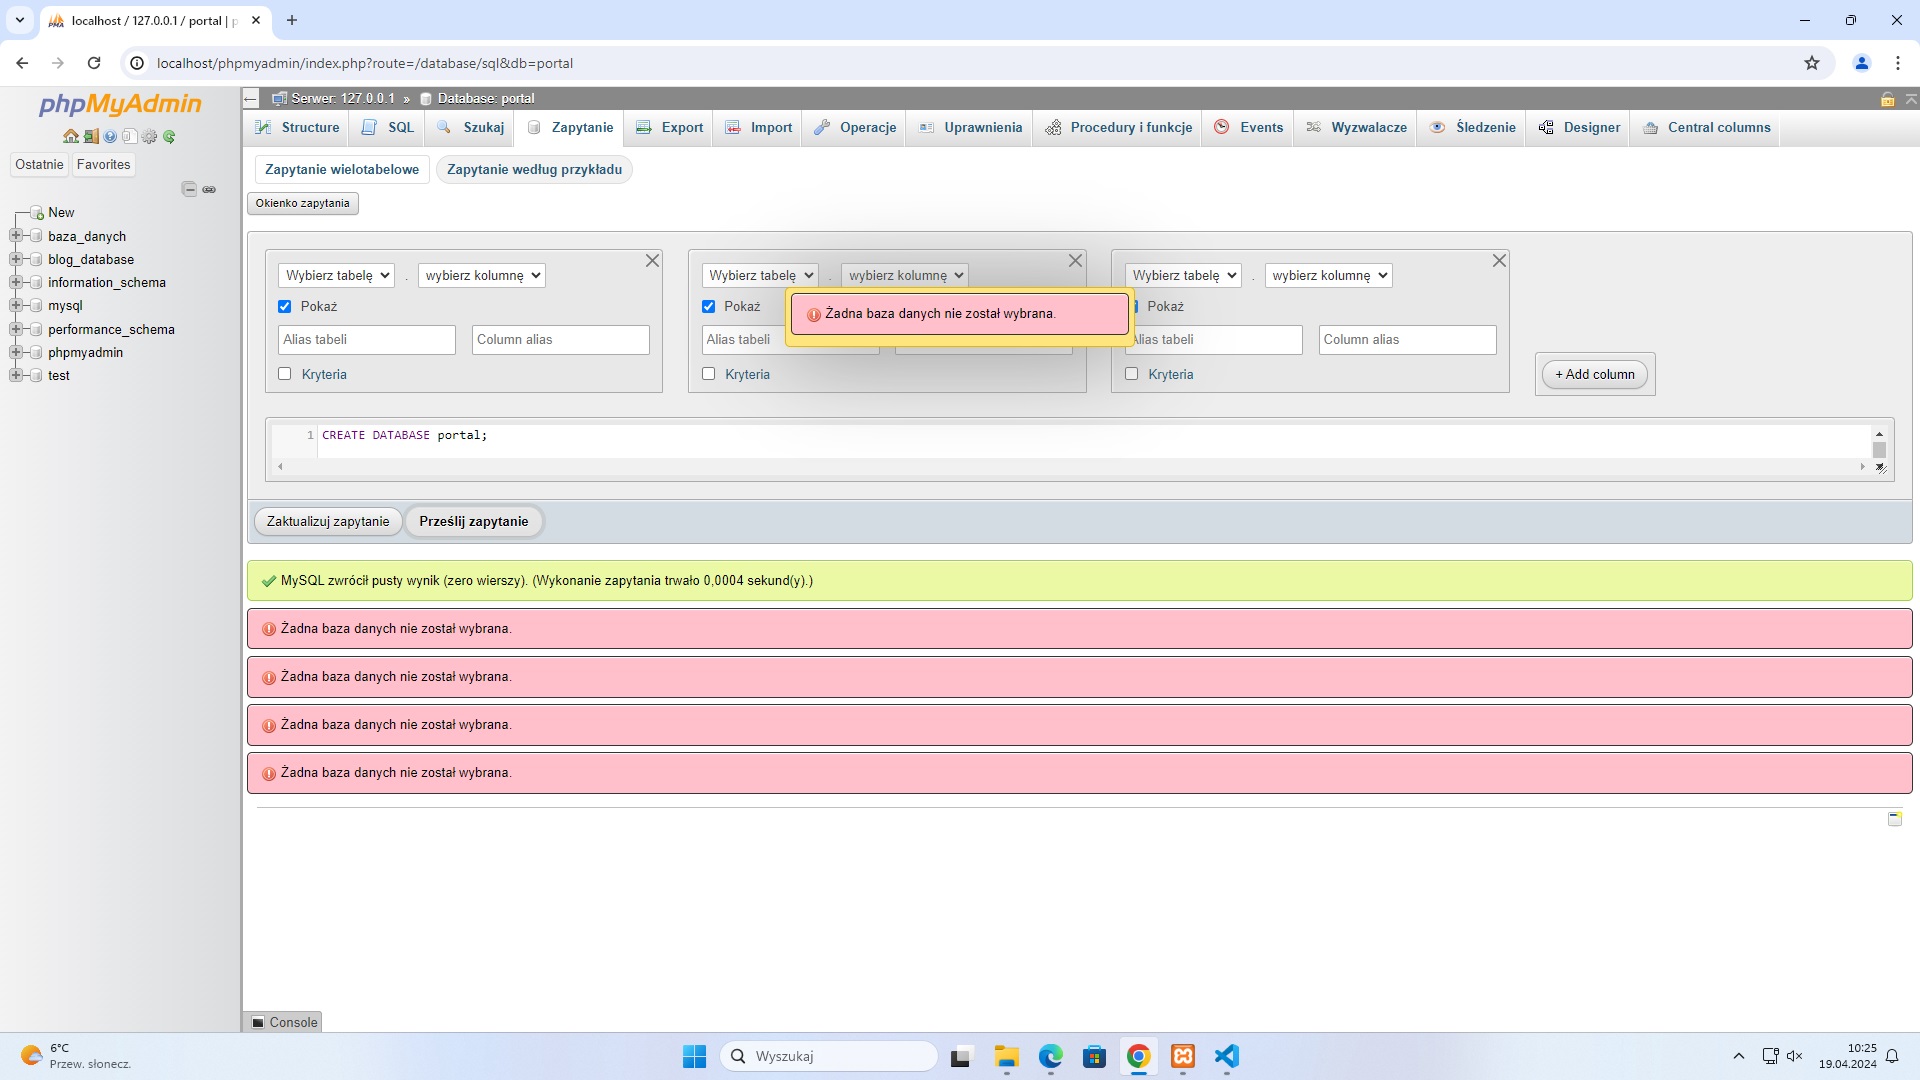 localhost / 127.0.0.1 / portal | p
localhost/phpmyadmin/index.php?route=/database/sql&db=portal
phpMyAdmin
Serwer: 127.0.0.1 » Database: portal
Structure SQL Szukaj Zapytanie Export Import Operacje Uprawnienia Procedury i funkcje Events Wyzwalacze Śledzenie Designer Central columns
Ostatnie Favorites
New
baza_danych
blog_database
information_schema
mysql
performance_schema
phpmyadmin
test
Zapytanie wielotabelowe Zapytanie według przykładu
Okienko zapytania
Wybierz tabelę . wybierz kolumnę
Pokaż
Alias tabeli Column alias
Kryteria
Wybierz tabelę . wybierz kolumnę
Pokaż
Alias tabeli
Kryteria
Wybierz tabelę . wybierz kolumnę
Pokaż
Alias tabeli Column alias
Kryteria
Żadna baza danych nie został wybrana.
+ Add column
1 CREATE DATABASE portal;
Zaktualizuj zapytanie Prześlij zapytanie
MySQL zwrócił pusty wynik (zero wierszy). (Wykonanie zapytania trwało 0,0004 sekund(y).)
Żadna baza danych nie został wybrana.
Żadna baza danych nie został wybrana.
Żadna baza danych nie został wybrana.
Żadna baza danych nie został wybrana.
Console
6°C
Przew. słonecz.
Wyszukaj
10:25
19.04.2024